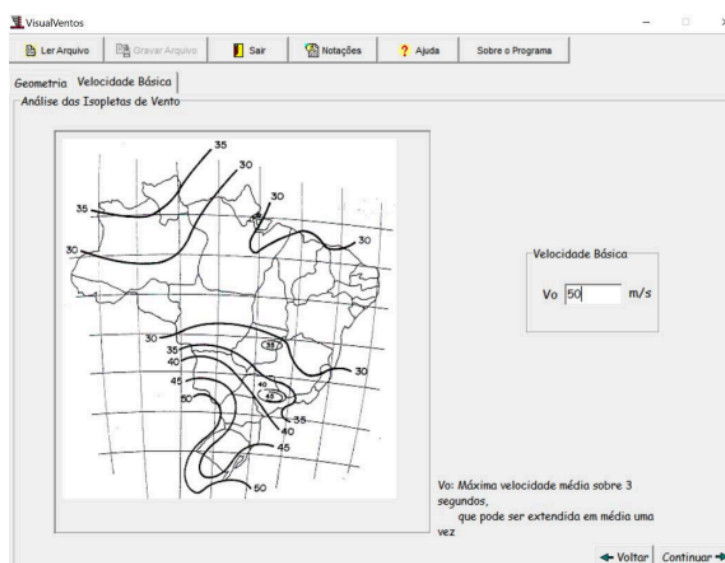 VisualVentos
Ler Arquivo Gravar Arquivo Sair Notações Ajuda Sobre o Programa
Geometria Velocidade Básica
Análise das Isopletas de Vento
35
30
35
30
30
30
30
35
35
40
40
45
45
30
50
35
40
45
50
Velocidade Básica
Vo 50 m/s
Vo: Máxima velocidade média sobre 3
segundos,
que pode ser extendida em média uma
vez
Voltar Continuar